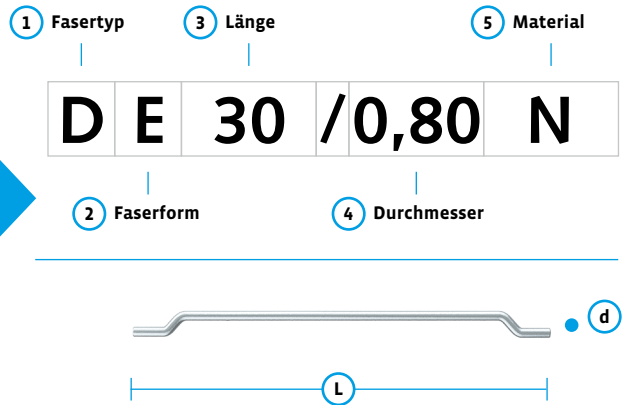 1 Fasertyp 3 Länge 5 Material
D E 30 /0,80 N
2 Faserform 4 Durchmesser
d
L